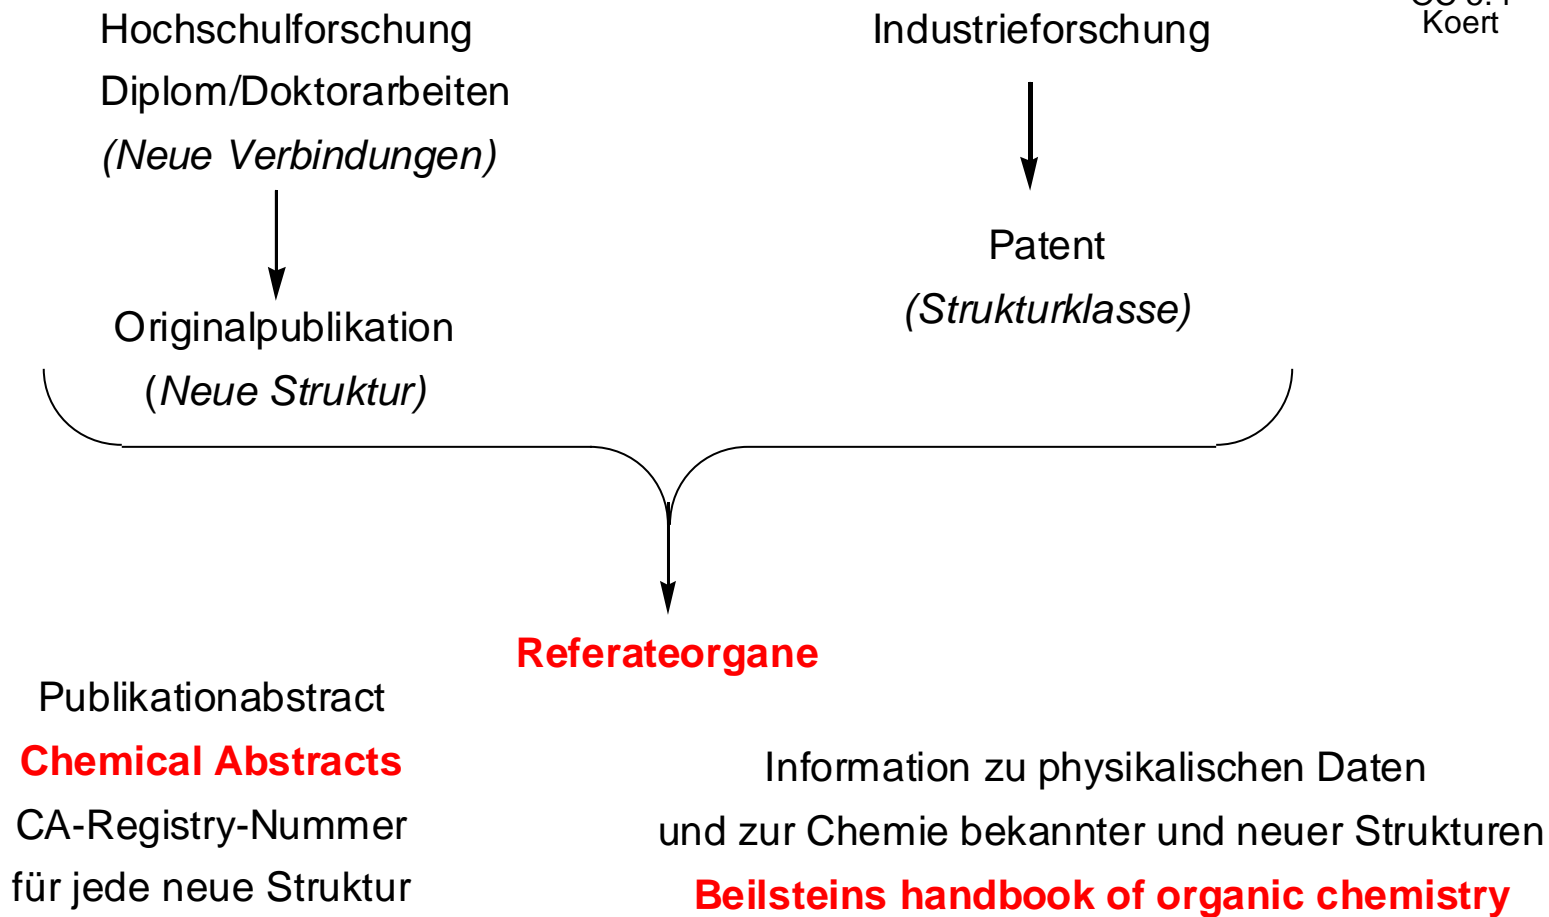 Hochschulforschung
Diplom/Doktorarbeiten
(Neue Verbindungen)
Originalpublikation
(Neue Struktur)
Industrieforschung
Patent
(Strukturklasse)
Koert
Referateorgane
Publikationabstract
Chemical Abstracts
CA-Registry-Nummer
für jede neue Struktur
Information zu physikalischen Daten
und zur Chemie bekannter und neuer Strukturen
Beilsteins handbook of organic chemistry